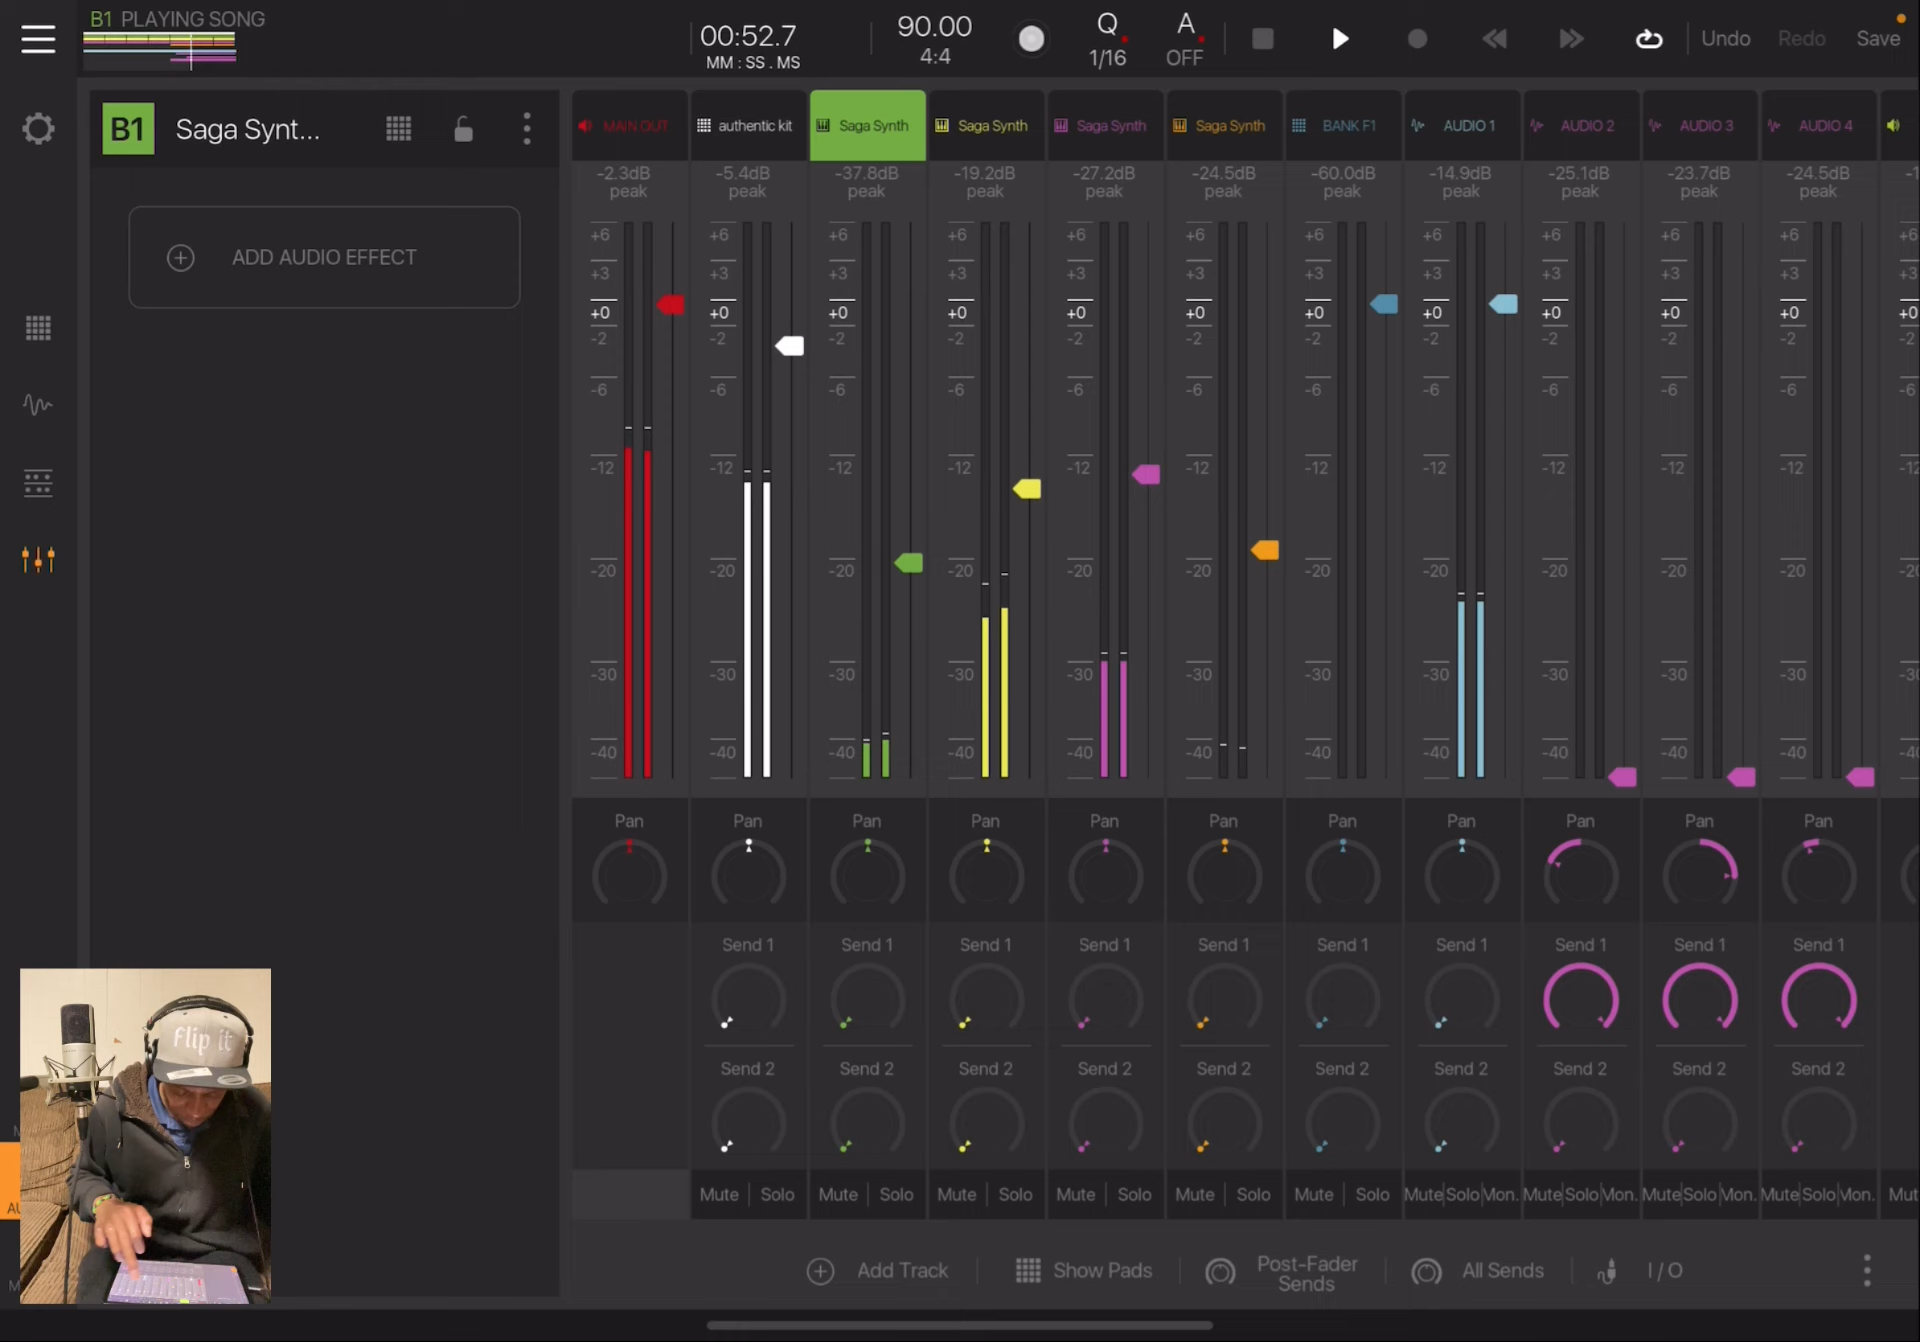 B1 PLAYING SONG
00:52.7
MM : SS . MS
90.00
4:4
Q
1/16
A
OFF
Undo
Redo
Save
B1
Saga Synt...
ADD AUDIO EFFECT
MAIN OUT
authentic kit
Saga Synth
Saga Synth
Saga Synth
Saga Synth
BANK F1
AUDIO 1
AUDIO 2
AUDIO 3
AUDIO 4
-2.3dB -5.4dB -37.8dB -19.2dB -27.2dB -24.5dB -60.0dB -14.9dB -25.1dB -23.7dB -24.5dB -1
peak peak peak peak peak peak peak peak peak peak peak
+6 +6 +6 +6 +6 +6 +6 +6 +6 +6 +6 +6
+3 +3 +3 +3 +3 +3 +3 +3 +3 +3 +3 +3
+0 +0 +0 +0 +0 +0 +0 +0 +0 +0 +0 +0
-2 -2 -2 -2 -2 -2 -2 -2 -2 -2 -2 -2
-6 -6 -6 -6 -6 -6 -6 -6 -6 -6 -6 -6
-12 -12 -12 -12 -12 -12 -12 -12 -12 -12 -12 -12
-20 -20 -20 -20 -20 -20 -20 -20 -20 -20 -20 -20
-30 -30 -30 -30 -30 -30 -30 -30 -30 -30 -30 -30
-40 -40 -40 -40 -40 -40 -40 -40 -40 -40 -40 -40
Pan Pan Pan Pan Pan Pan Pan Pan Pan Pan Pan
Send 1 Send 1 Send 1 Send 1 Send 1 Send 1 Send 1 Send 1 Send 1 Send 1
Send 2 Send 2 Send 2 Send 2 Send 2 Send 2 Send 2 Send 2 Send 2 Send 2
Mute Solo Mute Solo Mute Solo Mute Solo Mute Solo Mute Solo Mute Solo Mon. Mute Solo Mon. Mute Solo Mon. Mute Solo Mon. Mut
Add Track
Show Pads
Post-Fader
Sends
All Sends
I / O
flip it